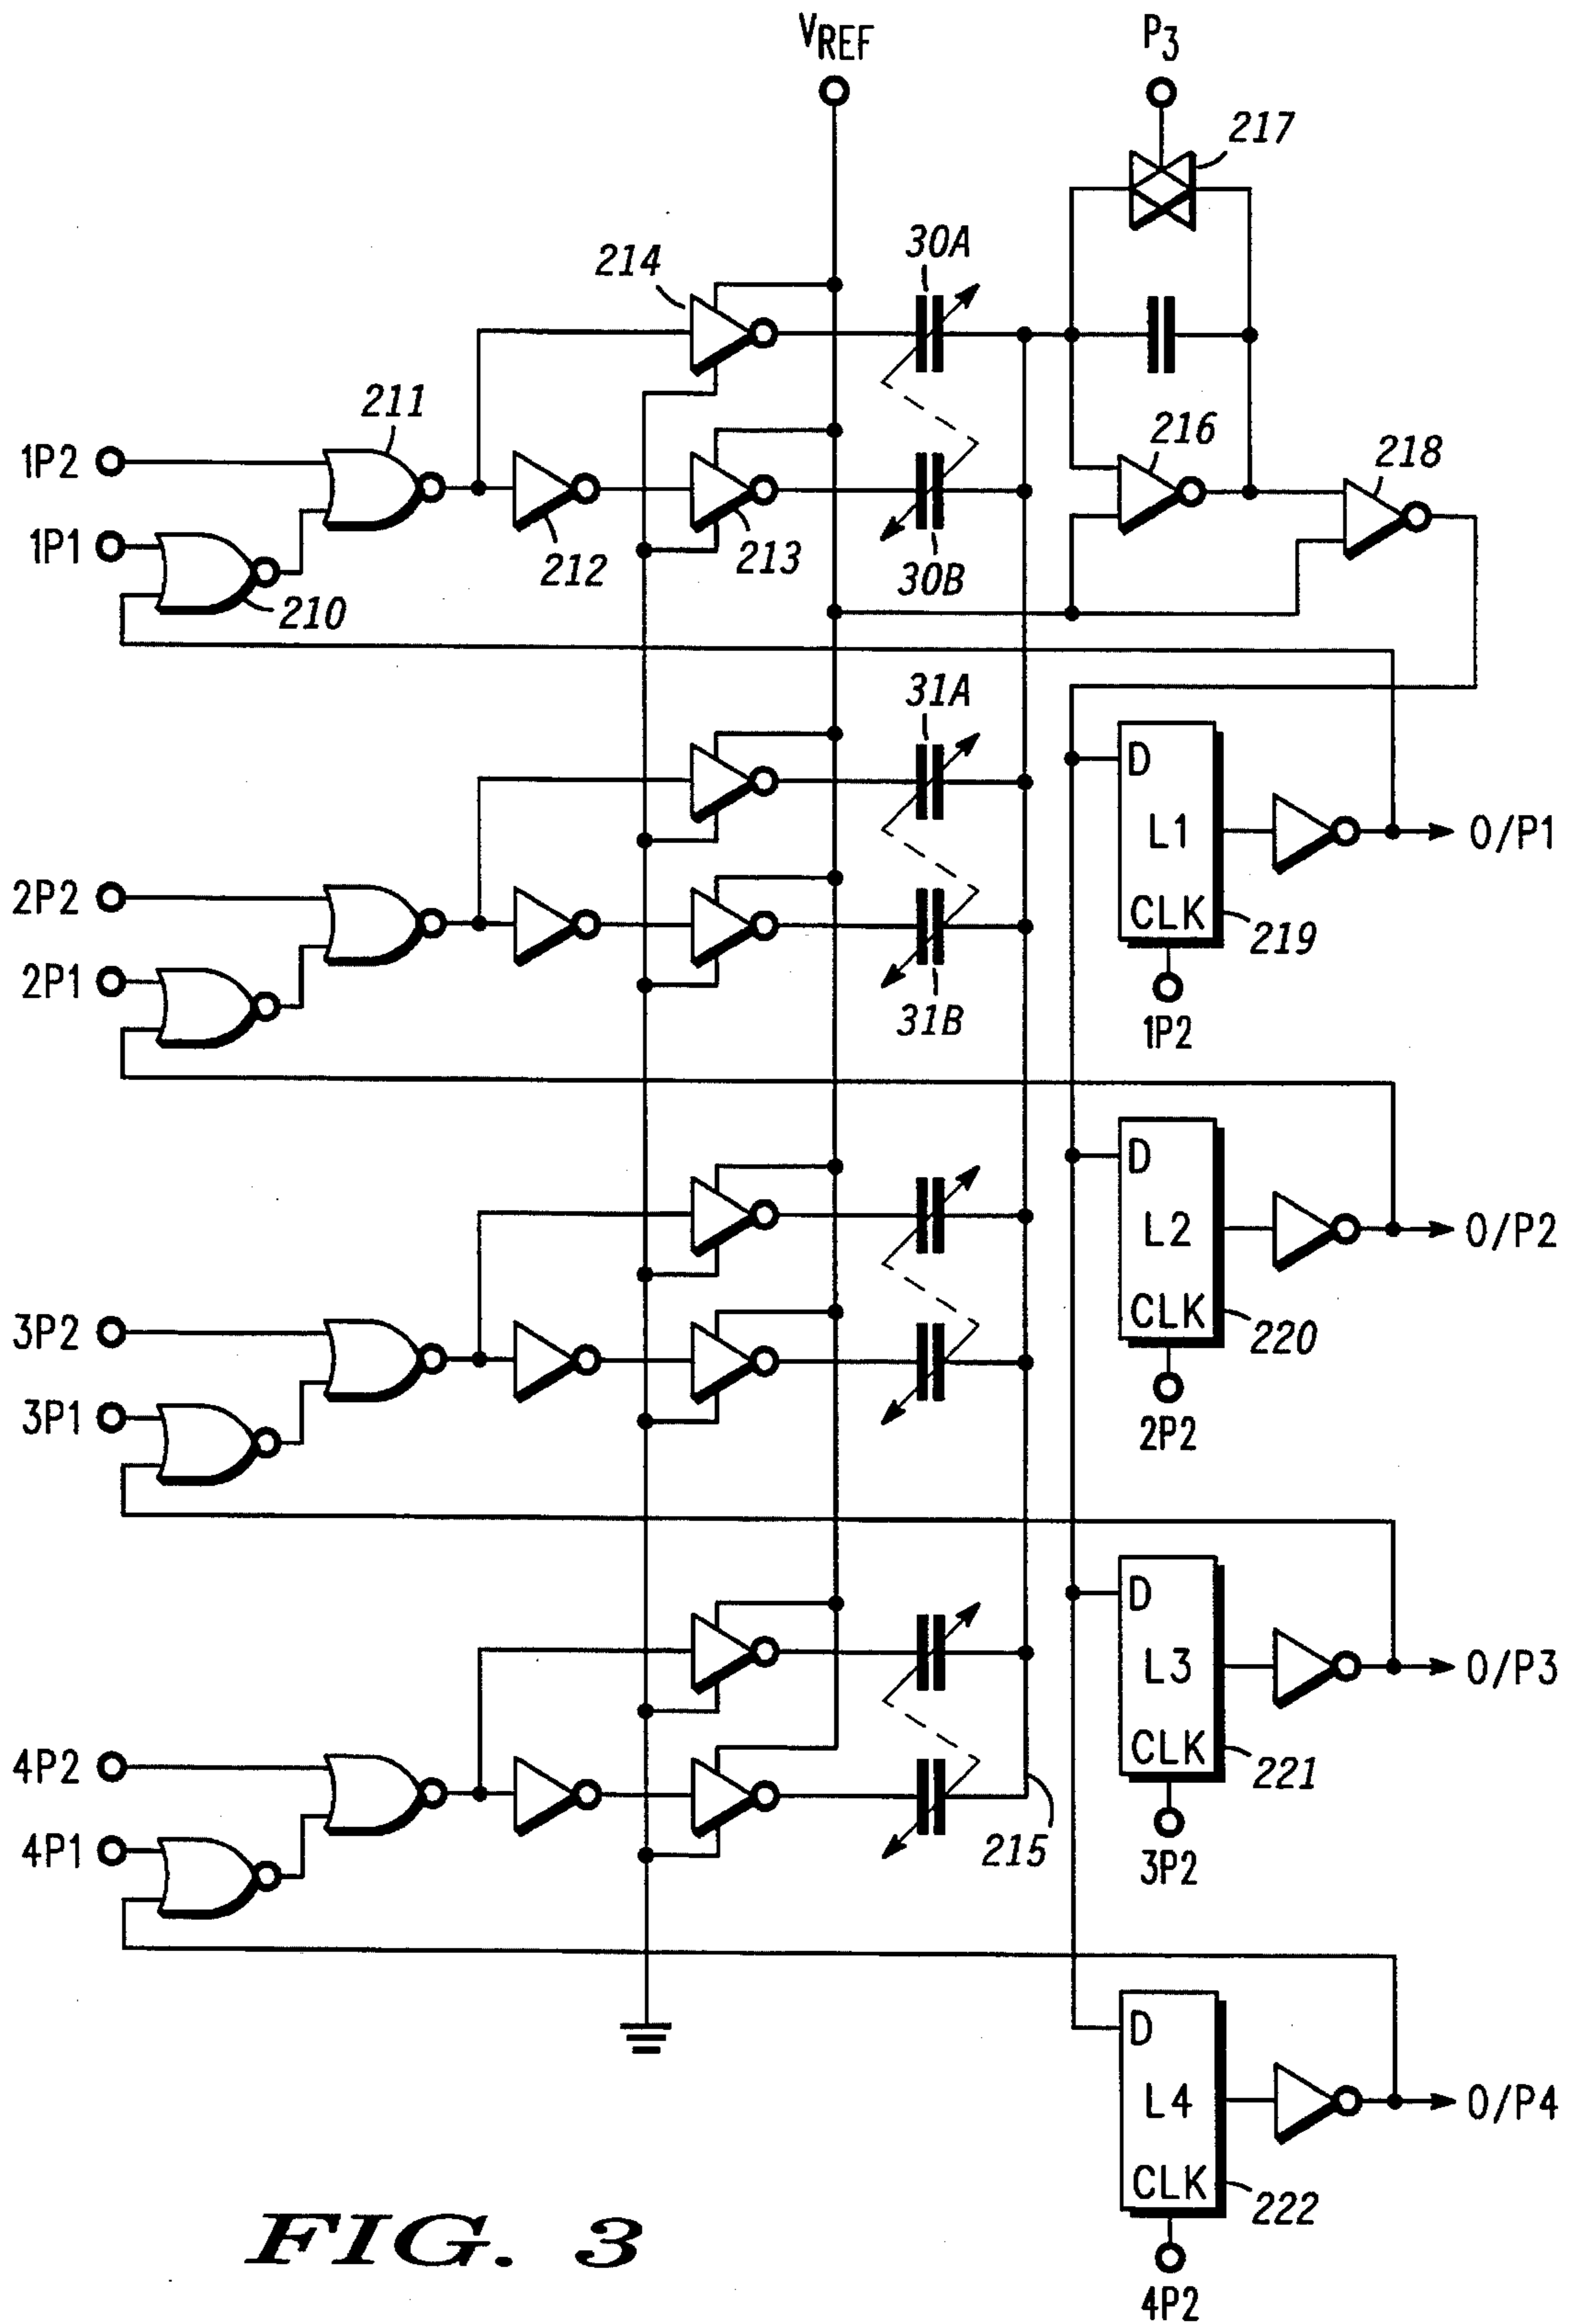 VREF
P3
217
30A
214
211
216
218
1P2
1P1
210
212
213
30B
31A
D
L1
CLK
O/P1
219
1P2
2P2
2P1
31B
D
L2
CLK
O/P2
220
2P2
3P2
3P1
D
L3
CLK
O/P3
221
3P2
4P2
4P1
215
D
L4
CLK
O/P4
222
4P2
FIG. 3